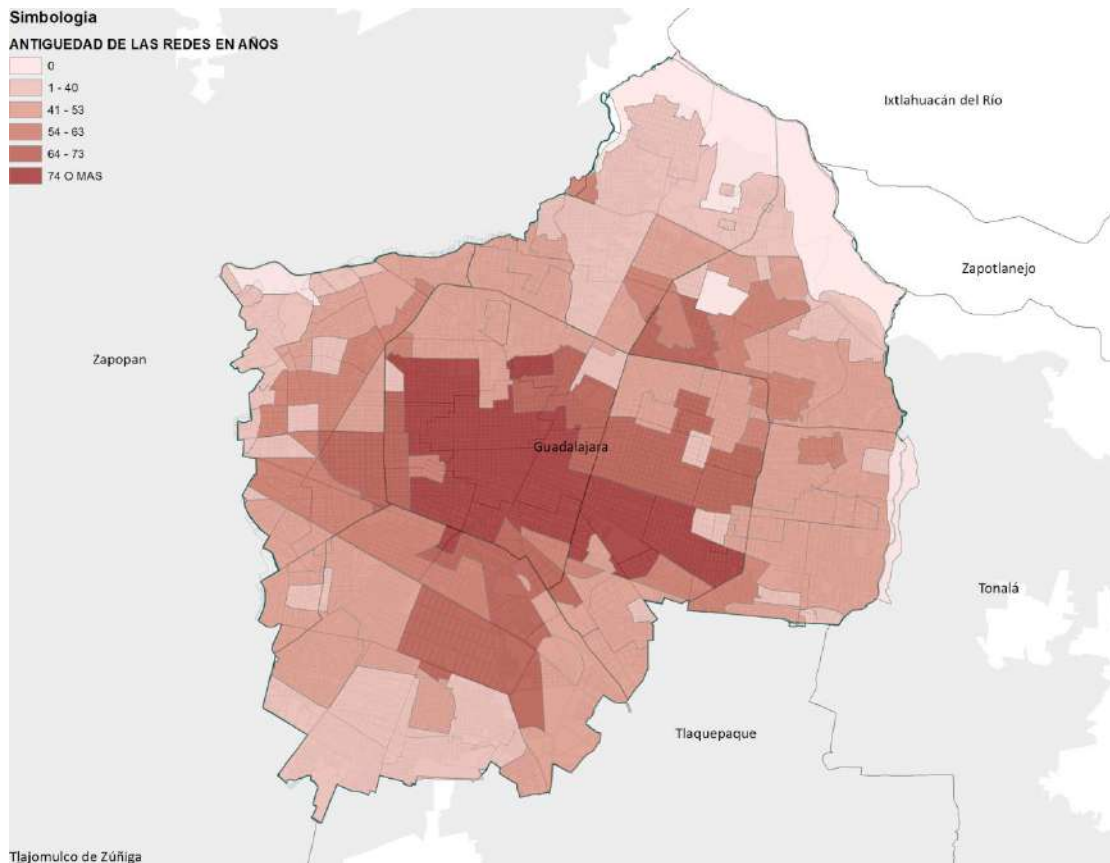 Simbologia
ANTIGUEDAD DE LAS REDES EN AÑOS
0
1 - 40
41 - 53
54 - 63
64 - 73
74 O MAS
Ixtlahuacán del Río
Zapotlanejo
Zapopan
Guadalajara
Tonalá
Tlaquepaque
Tlajomulco de Zúñiga